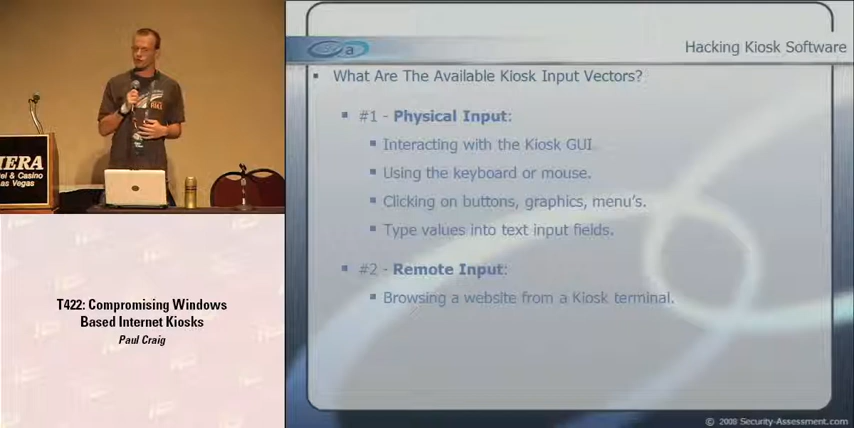 IERA
el & Casino
as Vegas
T422: Compromising Windows
Based Internet Kiosks
Paul Craig
a
Hacking Kiosk Software
What Are The Available Kiosk Input Vectors?
#1 - Physical Input:
Interacting with the Kiosk GUI.
Using the keyboard or mouse.
Clicking on buttons, graphics, menu's.
Type values into text input fields.
#2 - Remote Input:
Browsing a website from a Kiosk terminal.
© 2008 Security-Assessment.com